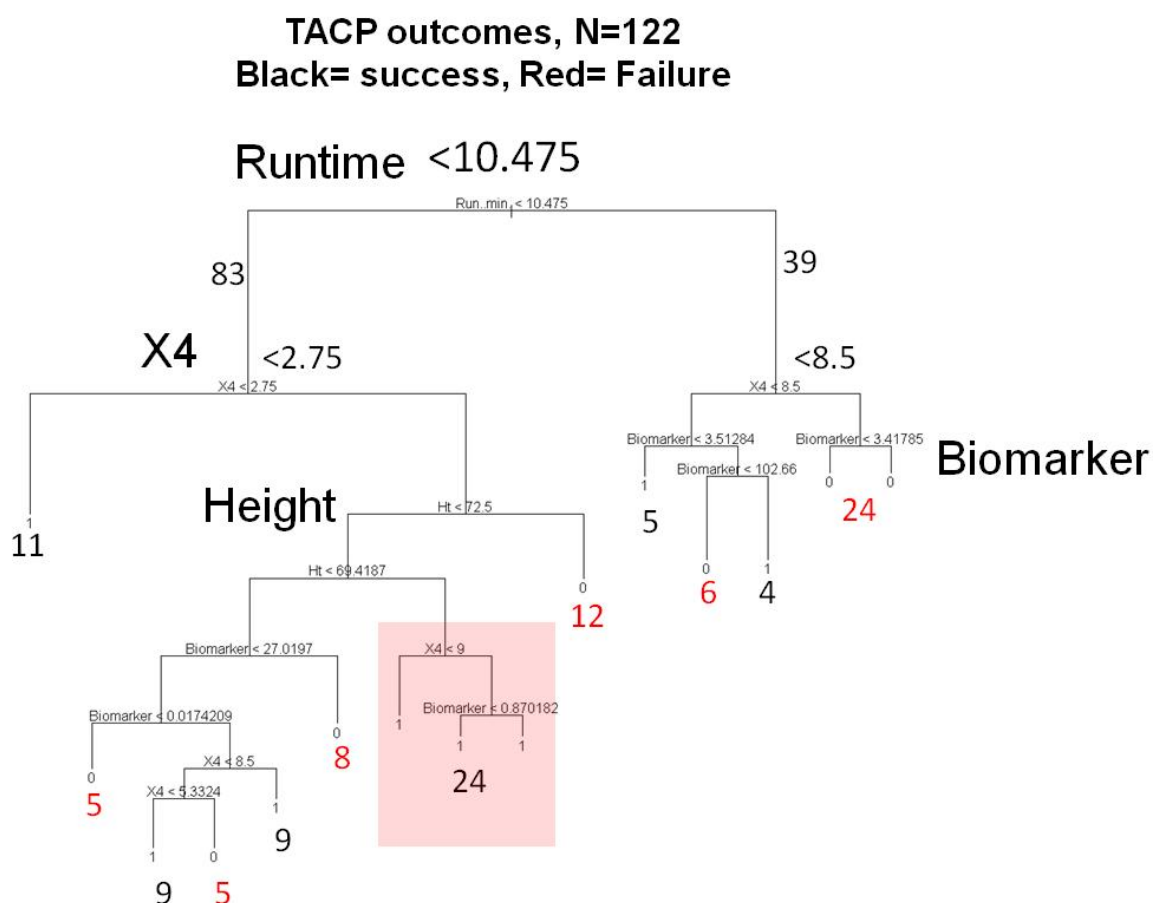 TACP outcomes, N=122
Black= success, Red= Failure
Runtime <10.475
Run..min. < 10.475
83
39
X4 <2.75
<8.5
X4 < 2.75
X4 < 8.5
Biomarker < 3.51284
Biomarker < 3.41785
Biomarker
Biomarker < 102.66
1
0
0
24
Height
Ht < 72.5
1
11
5
0
1
6
4
Ht < 69.4187
0
12
Biomarker < 27.0197
X4 < 9
Biomarker < 0.0174209
Biomarker < 0.870182
1
0
8
1
1
X4 < 8.5
0
5
24
X4 < 5.3324
1
9
1
0
9
5